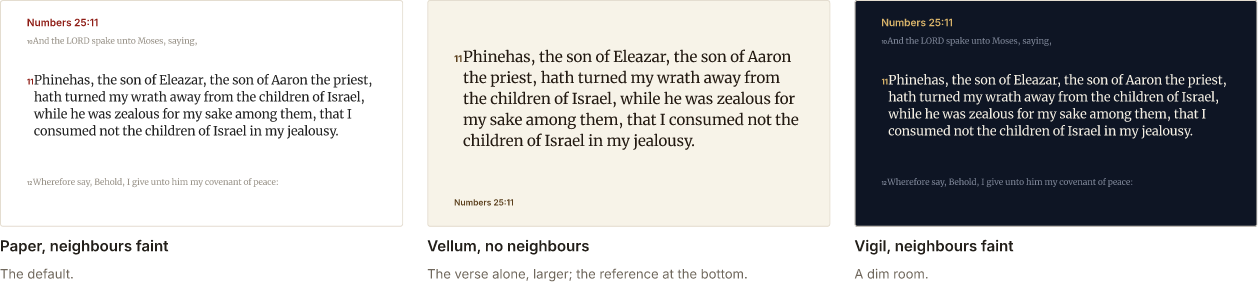 Numbers 25:11
10And the LORD spake unto Moses, saying,
11Phinehas, the son of Eleazar, the son of Aaron the priest,
hath turned my wrath away from the children of Israel,
while he was zealous for my sake among them, that I
consumed not the children of Israel in my jealousy.
12Wherefore say, Behold, I give unto him my covenant of peace:
Paper, neighbours faint
The default.
11Phinehas, the son of Eleazar, the son of Aaron
the priest, hath turned my wrath away from
the children of Israel, while he was zealous for
my sake among them, that I consumed not the
children of Israel in my jealousy.
Numbers 25:11
Vellum, no neighbours
The verse alone, larger; the reference at the bottom.
Numbers 25:11
10And the LORD spake unto Moses, saying,
11Phinehas, the son of Eleazar, the son of Aaron the priest,
hath turned my wrath away from the children of Israel,
while he was zealous for my sake among them, that I
consumed not the children of Israel in my jealousy.
12Wherefore say, Behold, I give unto him my covenant of peace:
Vigil, neighbours faint
A dim room.